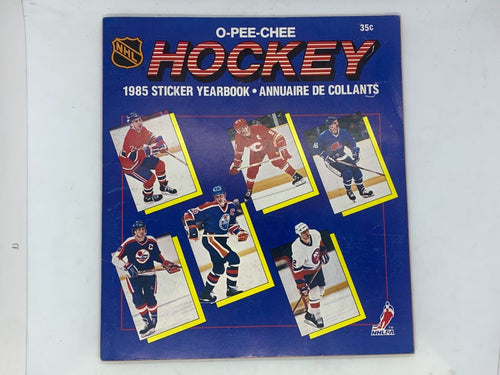 O-PEE-CHEE
35¢
NHL
HOCKEY
1985 STICKER YEARBOOK • ANNUAIRE DE COLLANTS
NHLPA